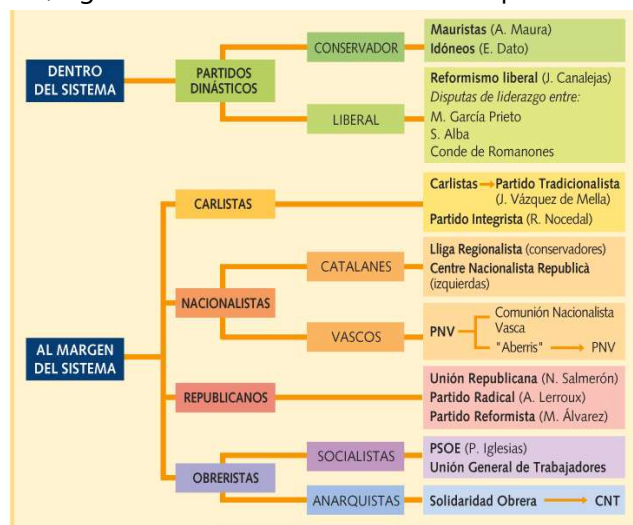 DENTRO
DEL SISTEMA
PARTIDOS
DINÁSTICOS
CONSERVADOR
Mauristas (A. Maura)
Idóneos (E. Dato)
LIBERAL
Reformismo liberal (J. Canalejas)
Disputas de liderazgo entre:
M. García Prieto
S. Alba
Conde de Romanones
AL MARGEN
DEL SISTEMA
CARLISTAS
Carlistas → Partido Tradicionalista
(J. Vázquez de Mella)
Partido Integrista (R. Nocedal)
NACIONALISTAS
CATALANES
Lliga Regionalista (conservadores)
Centre Nacionalista Republicà
(izquierdas)
VASCOS
PNV
Comunión Nacionalista
Vasca
"Aberris" → PNV
REPUBLICANOS
Unión Republicana (N. Salmerón)
Partido Radical (A. Lerroux)
Partido Reformista (M. Álvarez)
OBRERISTAS
SOCIALISTAS
PSOE (P. Iglesias)
Unión General de Trabajadores
ANARQUISTAS
Solidaridad Obrera → CNT